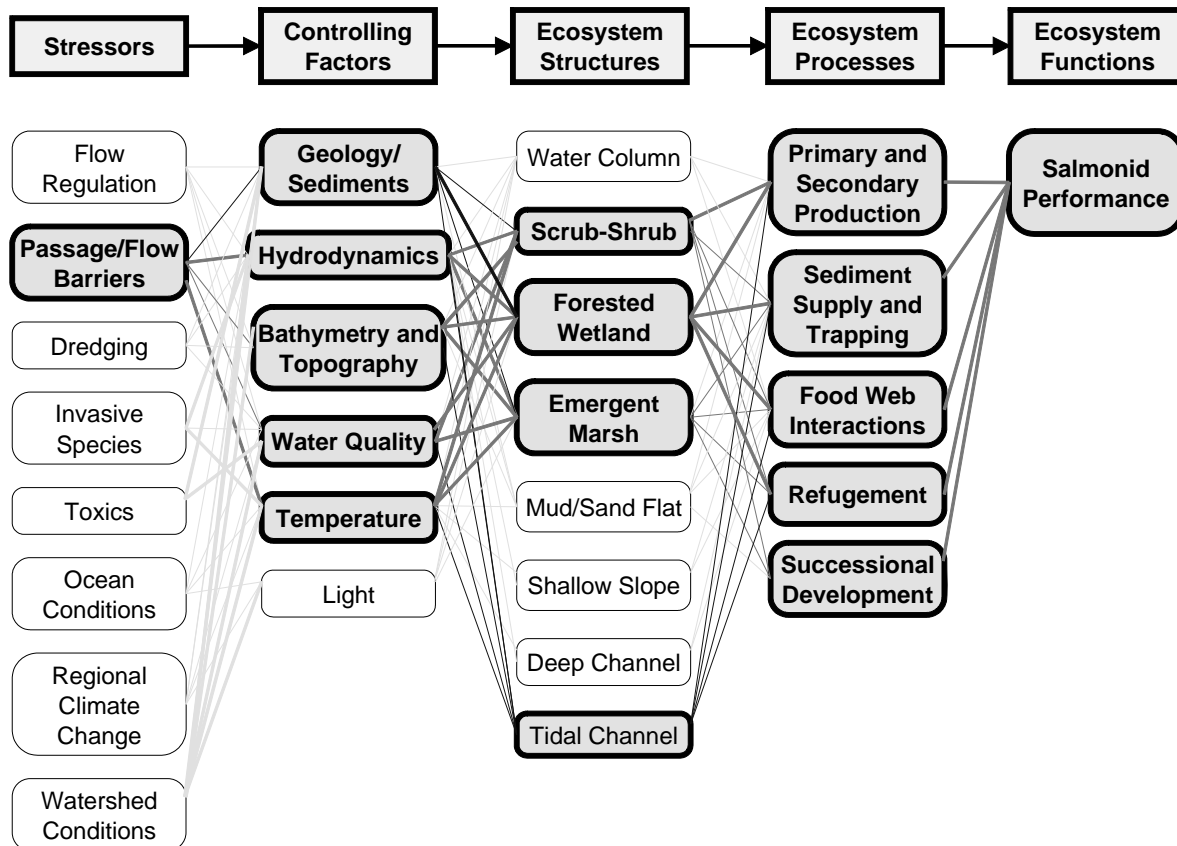 Stressors
Controlling
Factors
Ecosystem
Structures
Ecosystem
Processes
Ecosystem
Functions
Flow
Regulation
Passage/Flow
Barriers
Dredging
Invasive
Species
Toxics
Ocean
Conditions
Regional
Climate
Change
Watershed
Conditions
Geology/
Sediments
Hydrodynamics
Bathymetry and
Topography
Water Quality
Temperature
Light
Water Column
Scrub-Shrub
Forested
Wetland
Emergent
Marsh
Mud/Sand Flat
Shallow Slope
Deep Channel
Tidal Channel
Primary and
Secondary
Production
Sediment
Supply and
Trapping
Food Web
Interactions
Refugement
Successional
Development
Salmonid
Performance